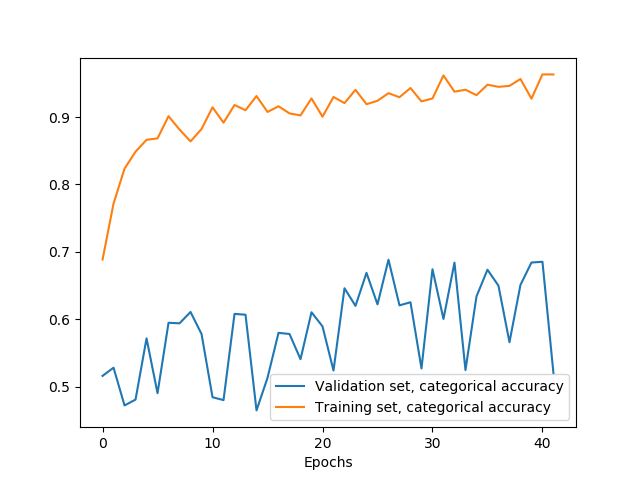 0.9
0.8
0.7
0.6
0.5
Validation set, categorical accuracy
Training set, categorical accuracy
0 10 20 30 40
Epochs